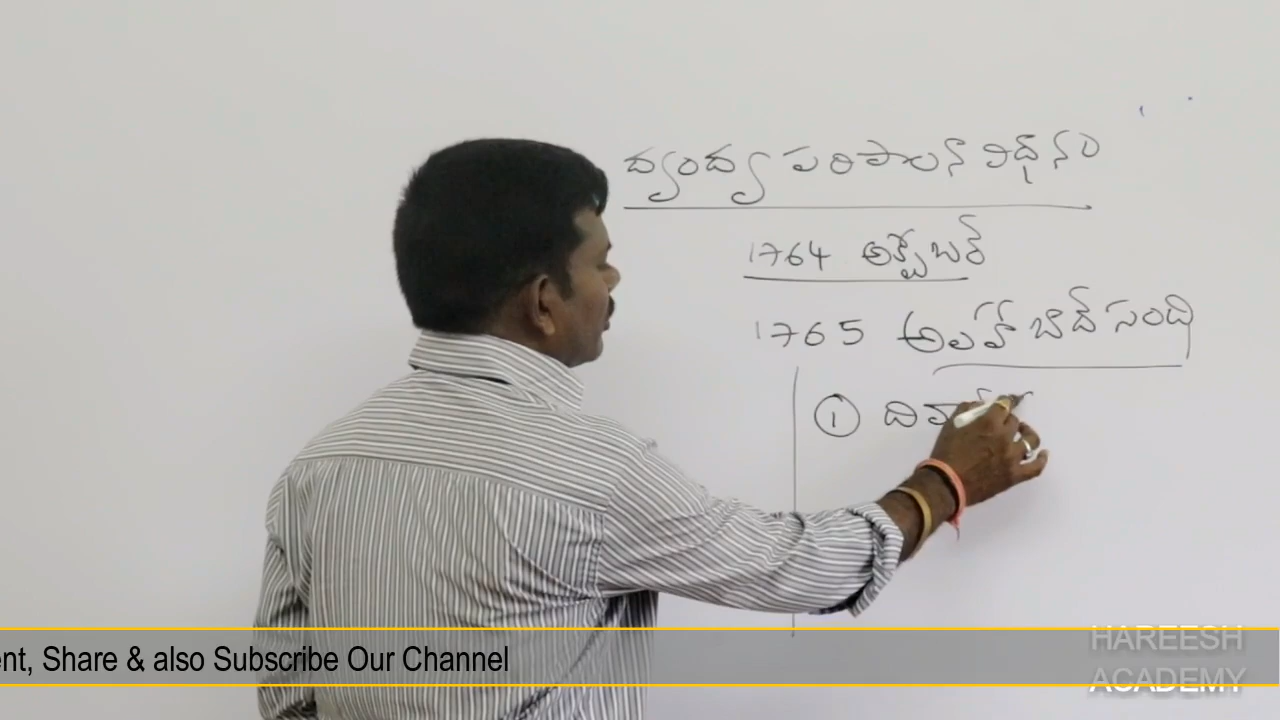 ద్వంద్వ పరిపాలన విధానం
1764 అక్టోబర్
1765 అలహాబాద్ సంధి
1
ent, Share & also Subscribe Our Channel
HAREESH
ACADEMY